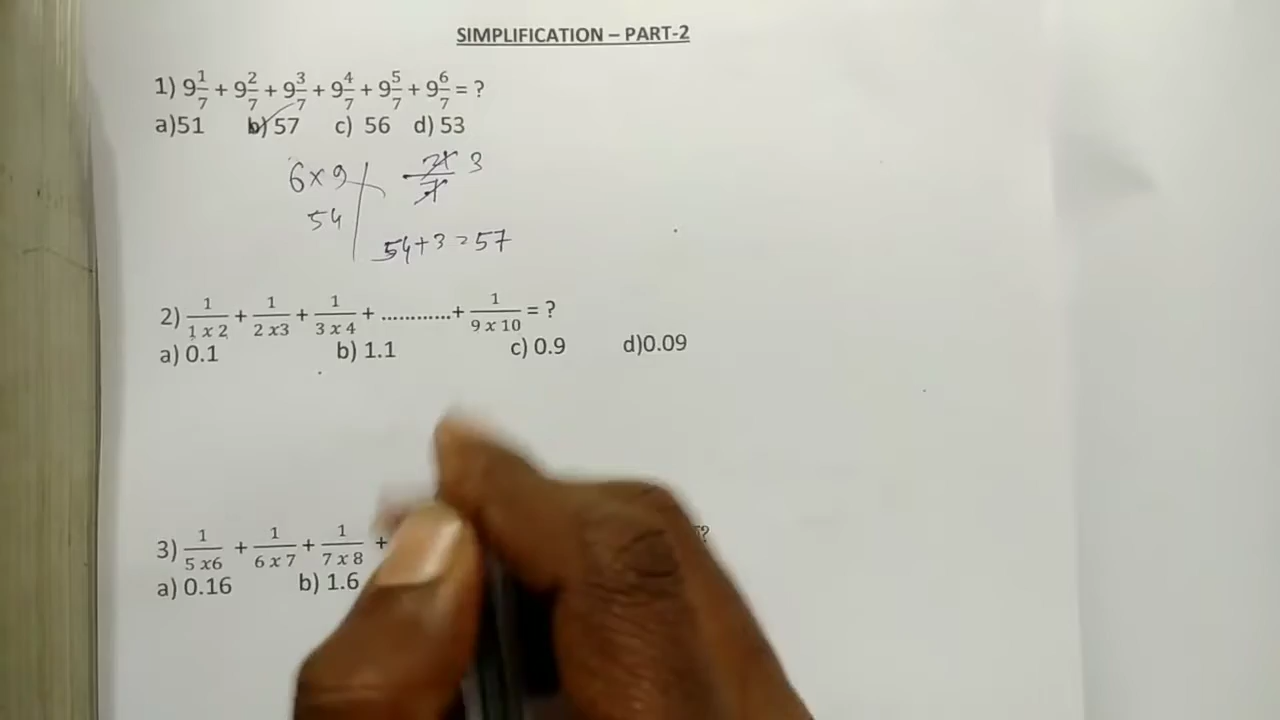 SIMPLIFICATION – PART-2
1) 9 1/7 + 9 2/7 + 9 3/7 + 9 4/7 + 9 5/7 + 9 6/7 = ?
a)51 b) 57 c) 56 d) 53
6 x 9 21/7 3
54
54+3=57
2) 1/(1 x 2) + 1/(2 x3) + 1/(3 x 4) + ............+ 1/(9 x 10) = ?
a) 0.1 b) 1.1 c) 0.9 d)0.09
3) 1/(5 x6) + 1/(6 x 7) + 1/(7 x 8) + ?
a) 0.16 b) 1.6